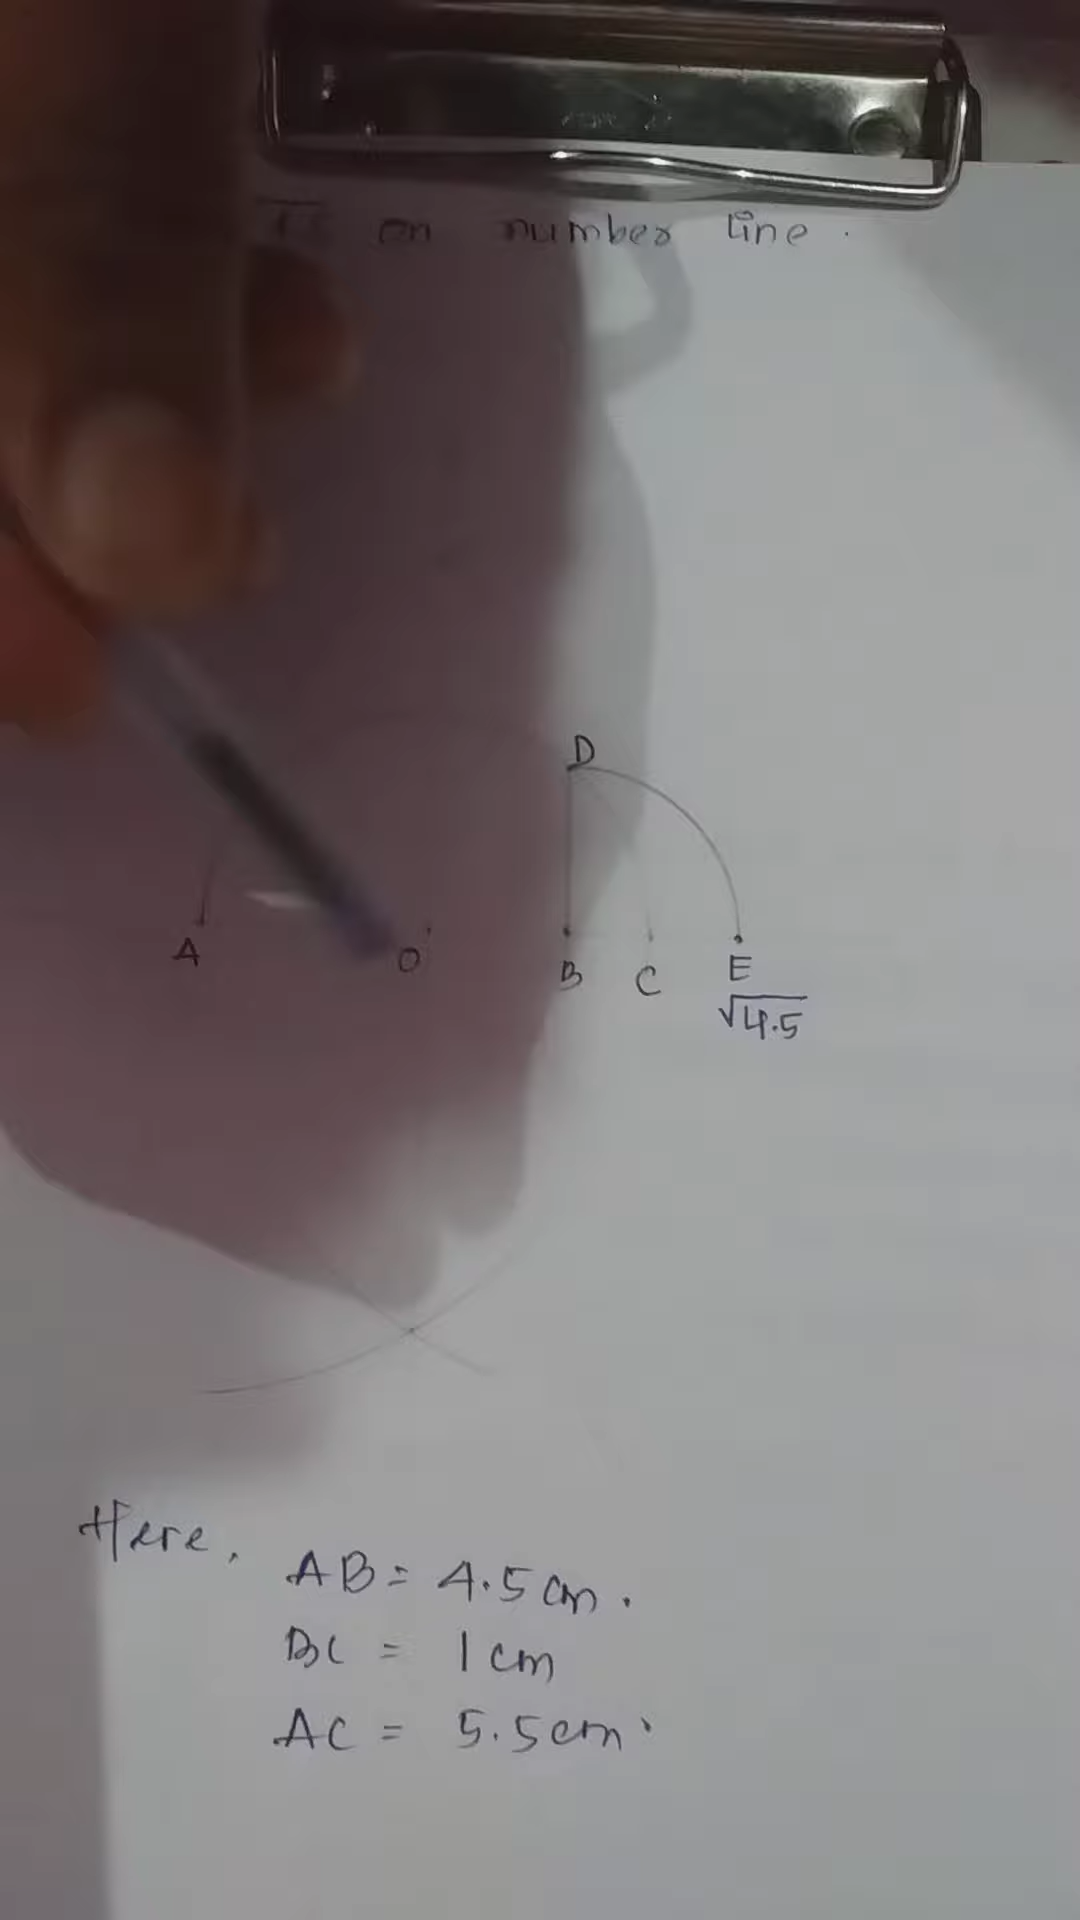 on number line.
D
A O B C E
√4.5
Here,
AB = 4.5 cm.
BC = 1 cm
AC = 5.5 cm.